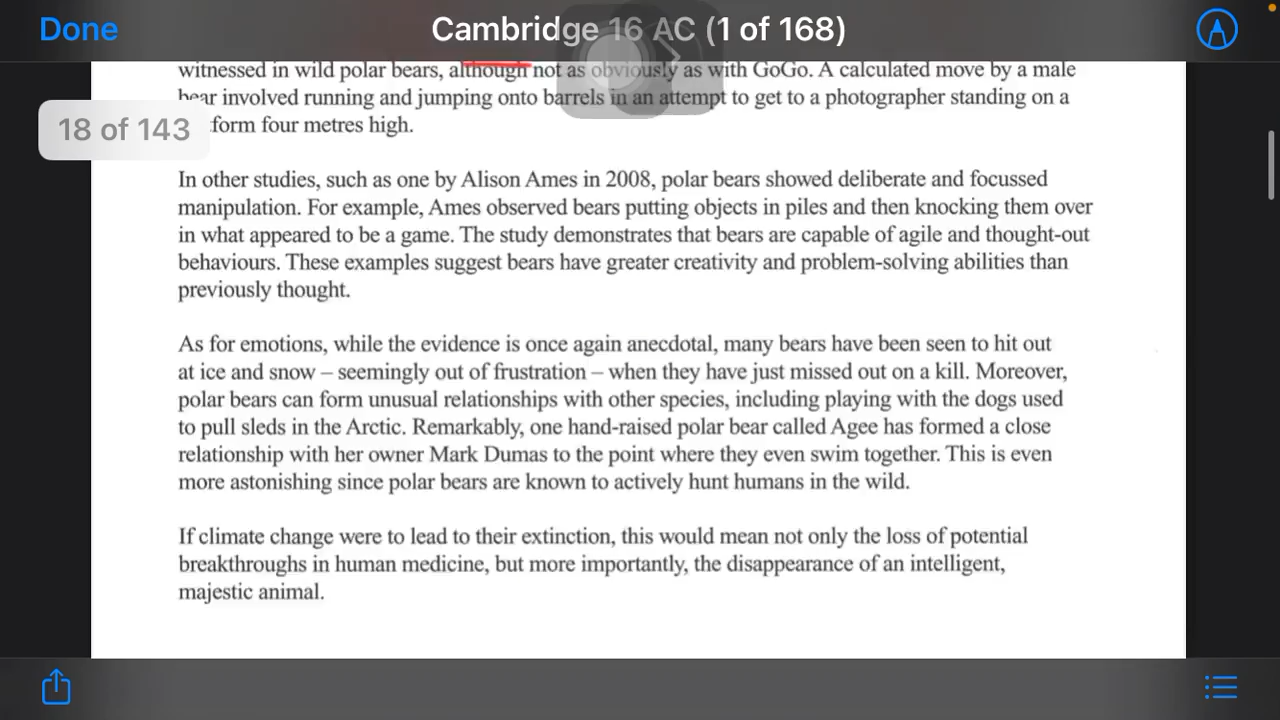 Done
Cambridge 16 AC (1 of 168)
witnessed in wild polar bears, although not as obviously as with GoGo. A calculated move by a male
bear involved running and jumping onto barrels in an attempt to get to a photographer standing on a
18 of 143
form four metres high.
In other studies, such as one by Alison Ames in 2008, polar bears showed deliberate and focussed
manipulation. For example, Ames observed bears putting objects in piles and then knocking them over
in what appeared to be a game. The study demonstrates that bears are capable of agile and thought-out
behaviours. These examples suggest bears have greater creativity and problem-solving abilities than
previously thought.
As for emotions, while the evidence is once again anecdotal, many bears have been seen to hit out
at ice and snow – seemingly out of frustration – when they have just missed out on a kill. Moreover,
polar bears can form unusual relationships with other species, including playing with the dogs used
to pull sleds in the Arctic. Remarkably, one hand-raised polar bear called Agee has formed a close
relationship with her owner Mark Dumas to the point where they even swim together. This is even
more astonishing since polar bears are known to actively hunt humans in the wild.
If climate change were to lead to their extinction, this would mean not only the loss of potential
breakthroughs in human medicine, but more importantly, the disappearance of an intelligent,
majestic animal.